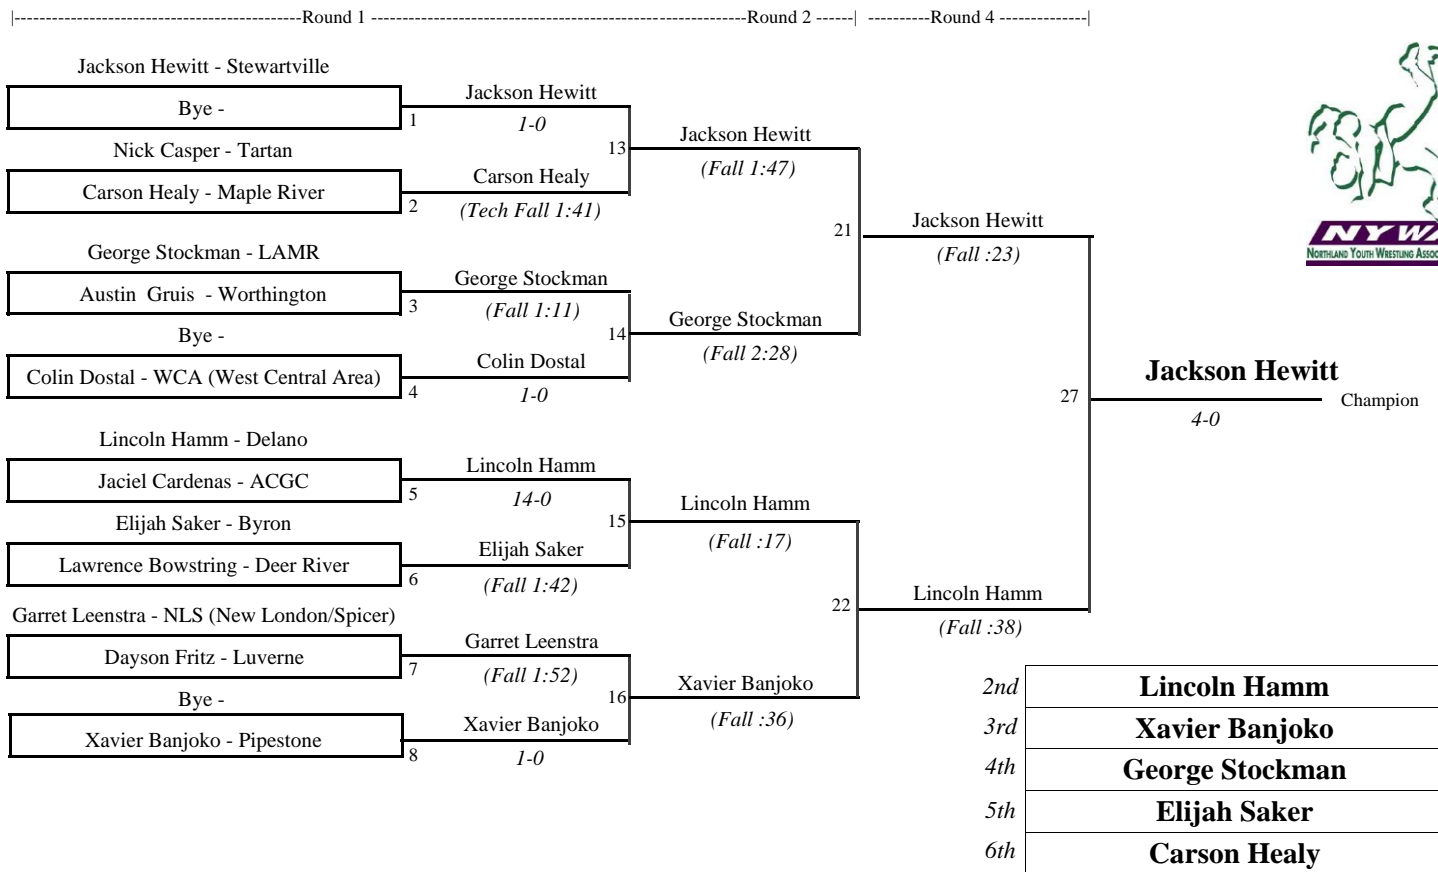 |-----------------------------------------------Round 1 -------------------------------------------------------------Round 2 ------| ----------Round 4 --------------|
Jackson Hewitt - Stewartville
Bye -
1
Jackson Hewitt
1-0
Nick Casper - Tartan
Carson Healy - Maple River
2
Carson Healy
(Tech Fall 1:41)
13
Jackson Hewitt
(Fall 1:47)
George Stockman - LAMR
Austin  Gruis  - Worthington
3
George Stockman
(Fall 1:11)
Bye -
Colin Dostal - WCA (West Central Area)
4
Colin Dostal
1-0
14
George Stockman
(Fall 2:28)
21
Jackson Hewitt
(Fall :23)
Lincoln Hamm - Delano
Jaciel Cardenas - ACGC
5
Lincoln Hamm
14-0
Elijah Saker - Byron
Lawrence Bowstring - Deer River
6
Elijah Saker
(Fall 1:42)
15
Lincoln Hamm
(Fall :17)
Garret Leenstra - NLS (New London/Spicer)
Dayson Fritz - Luverne
7
Garret Leenstra
(Fall 1:52)
Bye -
Xavier Banjoko - Pipestone
8
Xavier Banjoko
1-0
16
Xavier Banjoko
(Fall :36)
22
Lincoln Hamm
(Fall :38)
27
Jackson Hewitt
4-0
Champion
NYWA
NORTHLAND YOUTH WRESTLING
2nd Lincoln Hamm
3rd Xavier Banjoko
4th George Stockman
5th Elijah Saker
6th Carson Healy